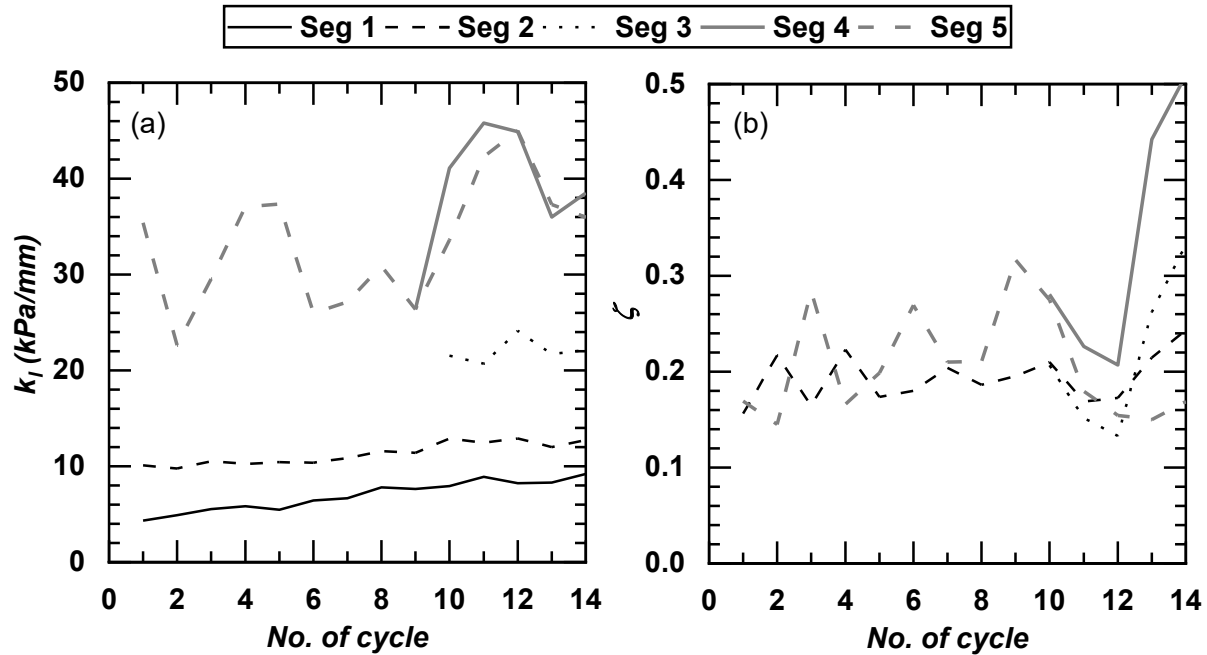 Seg 1 Seg 2 Seg 3 Seg 4 Seg 5
(a)
50
40
30
20
10
0
k_l (kPa/mm)
0 2 4 6 8 10 12 14
No. of cycle
(b)
0.5
0.4
0.3
0.2
0.1
0.0
ζ
0 2 4 6 8 10 12 14
No. of cycle